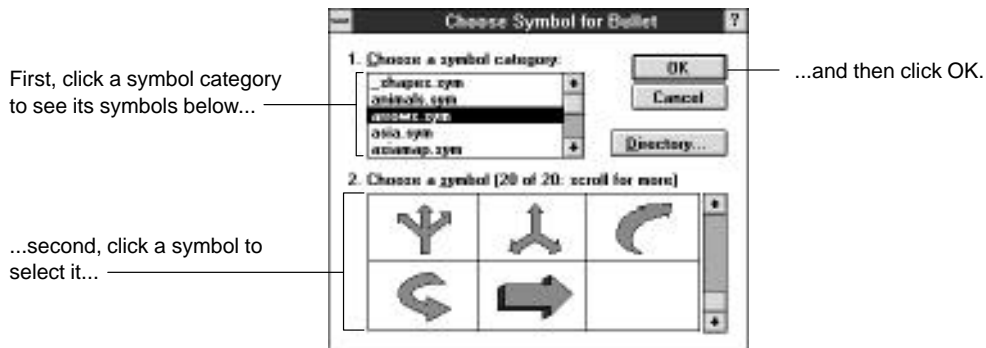 Choose Symbol for Bullet ?
1. Choose a symbol category:
First, click a symbol category
to see its symbols below...
_shapes.sym
animals.sym
arrows.sym
asia.sym
asiamap.sym
OK
Cancel
Directory...
...and then click OK.
2. Choose a symbol [20 of 20: scroll for more]
...second, click a symbol to
select it...